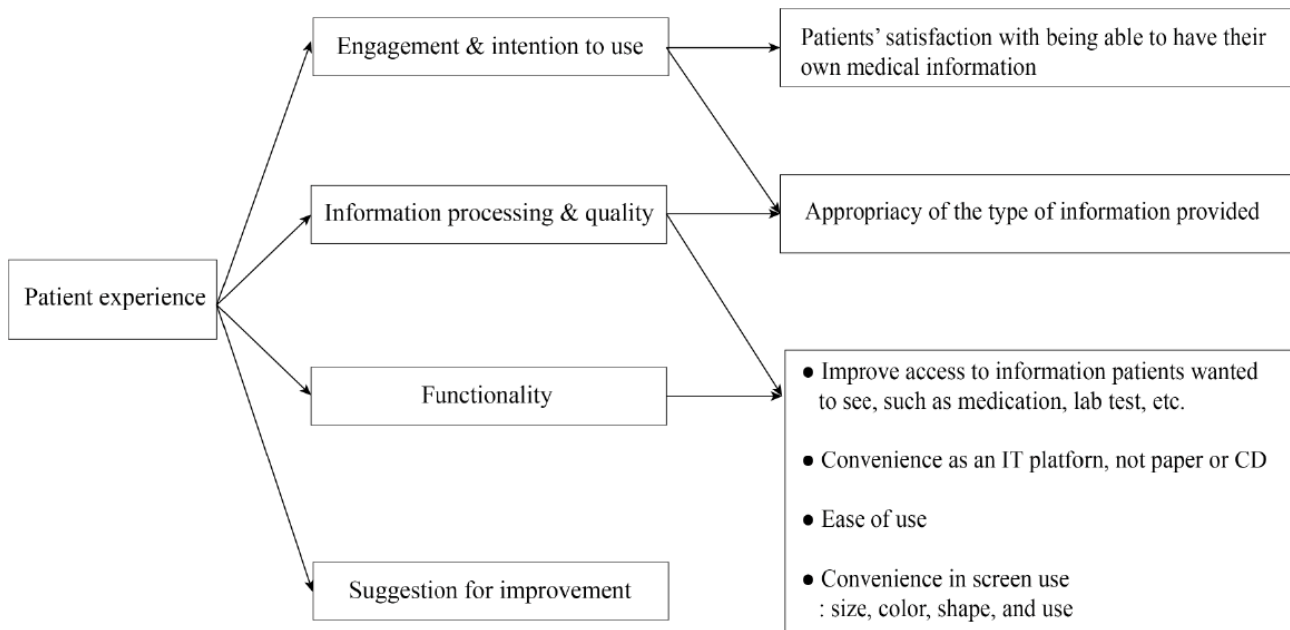 Engagement & intention to use
Patients’ satisfaction with being able to have their
own medical information
Information processing & quality
Appropriacy of the type of information provided
Patient experience
Functionality
● Improve access to information patients wanted
to see, such as medication, lab test, etc.
● Convenience as an IT platforn, not paper or CD
● Ease of use
● Convenience in screen use
: size, color, shape, and use
Suggestion for improvement